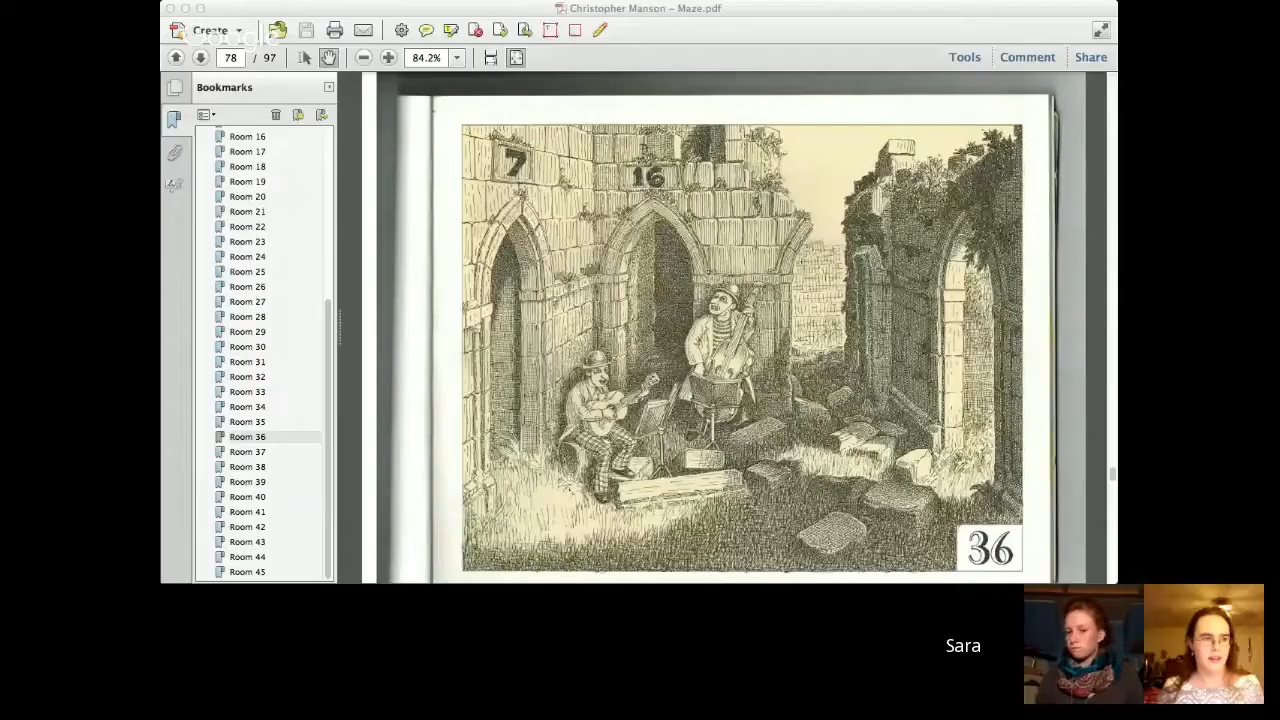 Christopher Manson – Maze.pdf
Create
Google
78 / 97
84.2%
Tools
Comment
Share
Bookmarks
Room 16
Room 17
Room 18
Room 19
Room 20
Room 21
Room 22
Room 23
Room 24
Room 25
Room 26
Room 27
Room 28
Room 29
Room 30
Room 31
Room 32
Room 33
Room 34
Room 35
Room 36
Room 37
Room 38
Room 39
Room 40
Room 41
Room 42
Room 43
Room 44
Room 45
7
16
36
Sara